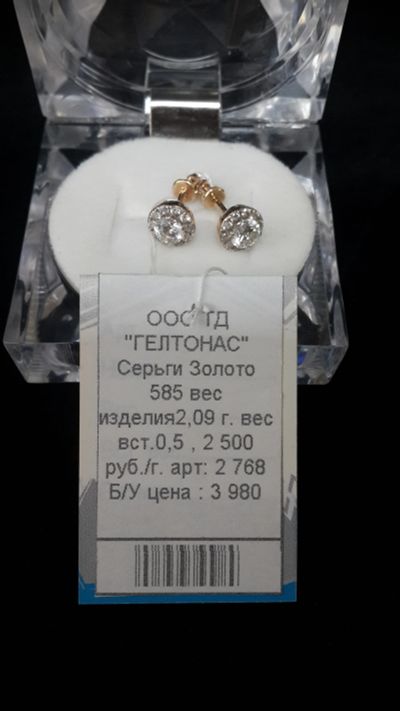 ООО ТД
"ГЕЛТОНАС"
Серьги Золото
585 вес
изделия2,09 г. вес
вст.0,5 , 2 500
руб./г. арт: 2 768
Б/У цена : 3 980